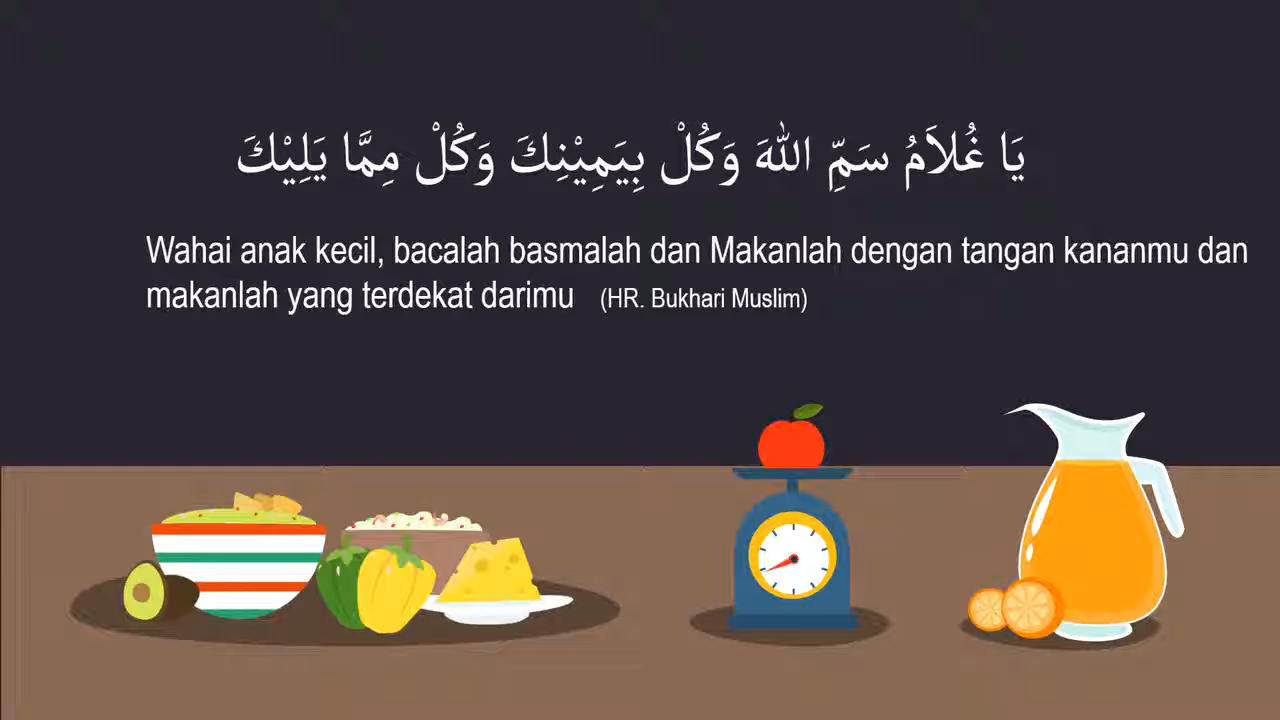 يَا غُلاَمُ سَمِّ اللهَ وَكُلْ بِيَمِيْنِكَ وَكُلْ مِمَّا يَلِيْكَ
Wahai anak kecil, bacalah basmalah dan Makanlah dengan tangan kananmu dan
makanlah yang terdekat darimu (HR. Bukhari Muslim)